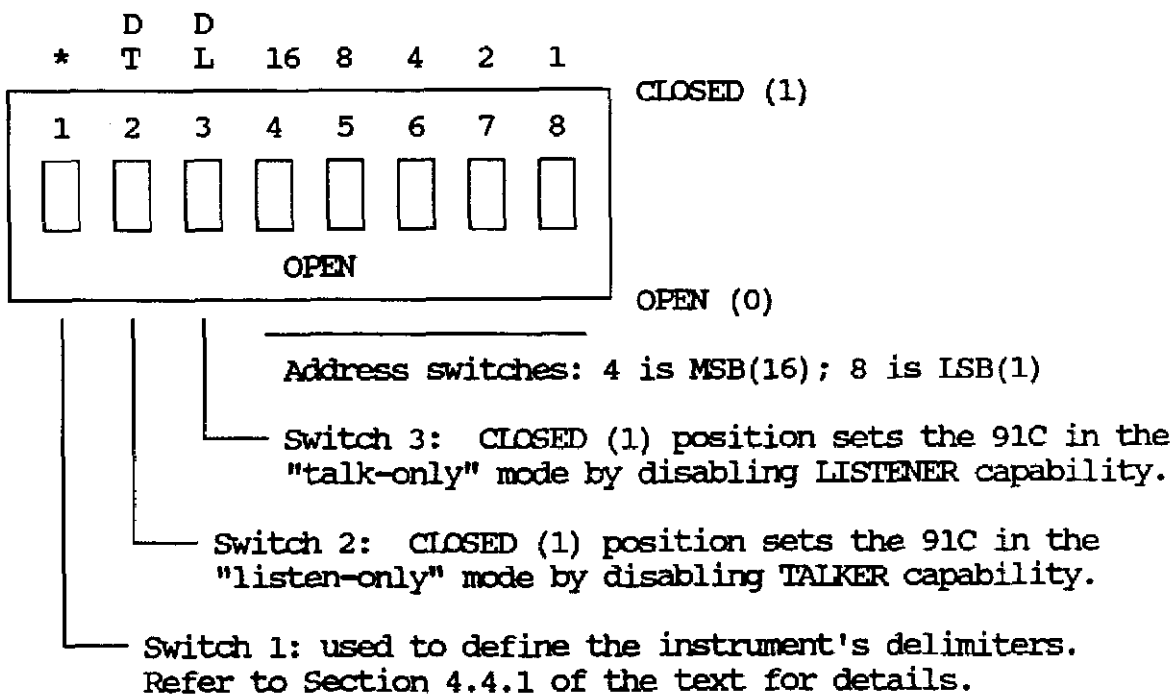 D D
* T L 16 8 4 2 1
CLOSED (1)
1 2 3 4 5 6 7 8
OPEN
OPEN (0)
Address switches: 4 is MSB(16); 8 is LSB(1)
Switch 3: CLOSED (1) position sets the 91C in the
"talk-only" mode by disabling LISTENER capability.
Switch 2: CLOSED (1) position sets the 91C in the
"listen-only" mode by disabling TALKER capability.
Switch 1: used to define the instrument's delimiters.
Refer to Section 4.4.1 of the text for details.